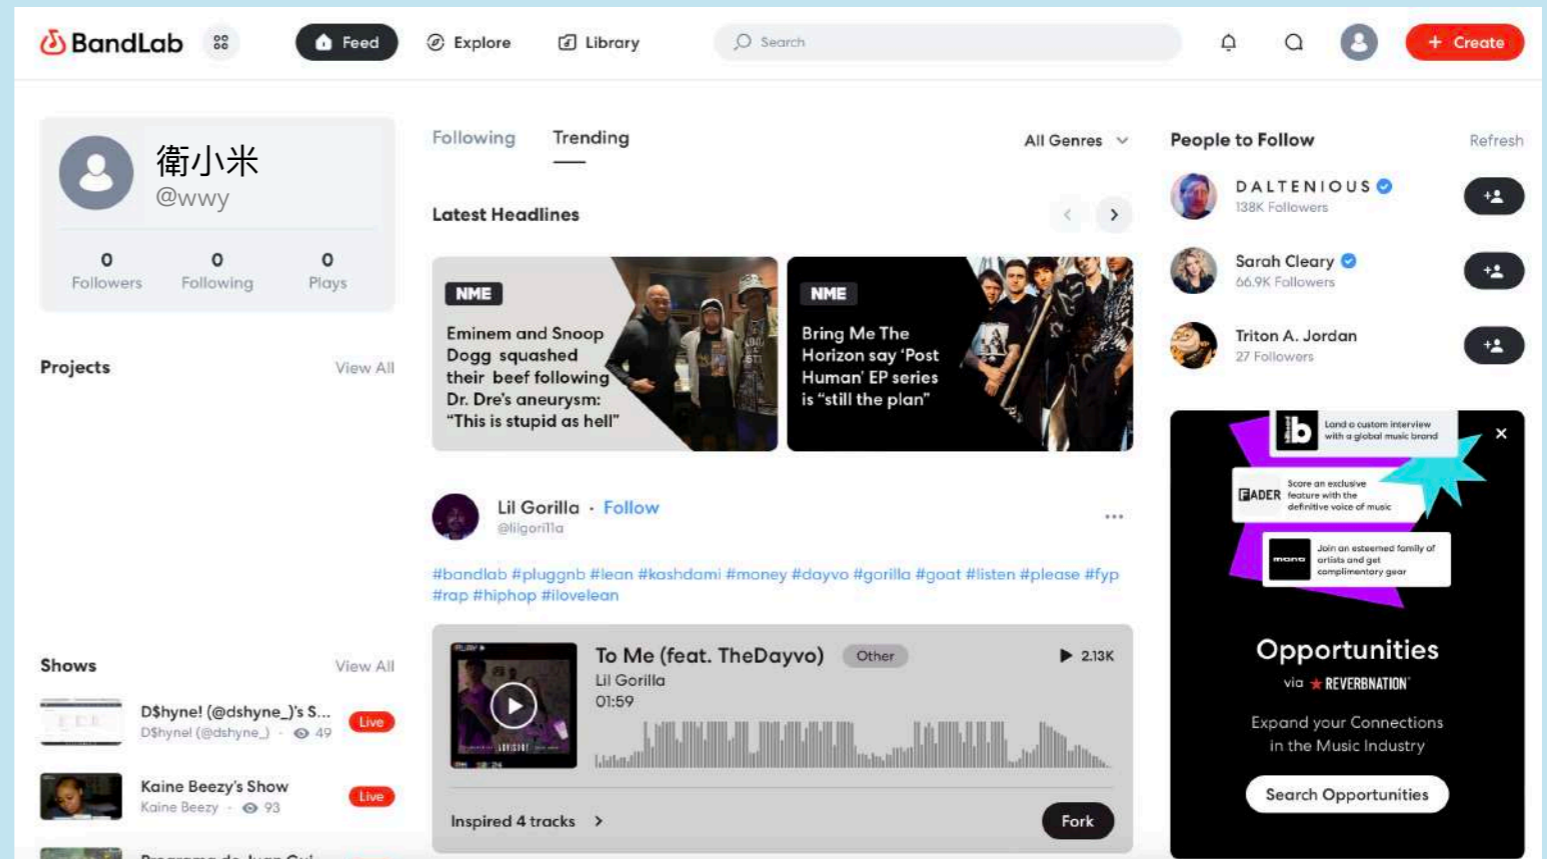 BandLab
Feed
Explore
Library
Search
+ Create
衛小米
@wwy
0
Followers
0
Following
0
Plays
Projects
View All
Shows
View All
D$hyne! (@dshyne_)'s S...
D$hyne! (@dshyne_) · 49
Live
Kaine Beezy's Show
Kaine Beezy · 93
Live
Following
Trending
All Genres
Latest Headlines
NME
Eminem and Snoop
Dogg squashed
their beef following
Dr. Dre's aneurysm:
“This is stupid as hell”
NME
Bring Me The
Horizon say ‘Post
Human’ EP series
is “still the plan”
Lil Gorilla · Follow
@lilgori11a
#bandlab #pluggnb #lean #kashdami #money #dayvo #gorilla #goat #listen #please #fyp
#rap #hiphop #ilovelean
To Me (feat. TheDayvo)
Other
2.13K
Lil Gorilla
01:59
Inspired 4 tracks
Fork
People to Follow
Refresh
DALTENIOUS
138K Followers
Sarah Cleary
66.9K Followers
Triton A. Jordan
27 Followers
billboard
Land a custom interview
with a global music brand
FADER
Score an exclusive
feature with the
definitive voice of music
Join an esteemed family of
artists and get
complimentary gear
Opportunities
via REVERBNATION
Expand your Connections
in the Music Industry
Search Opportunities